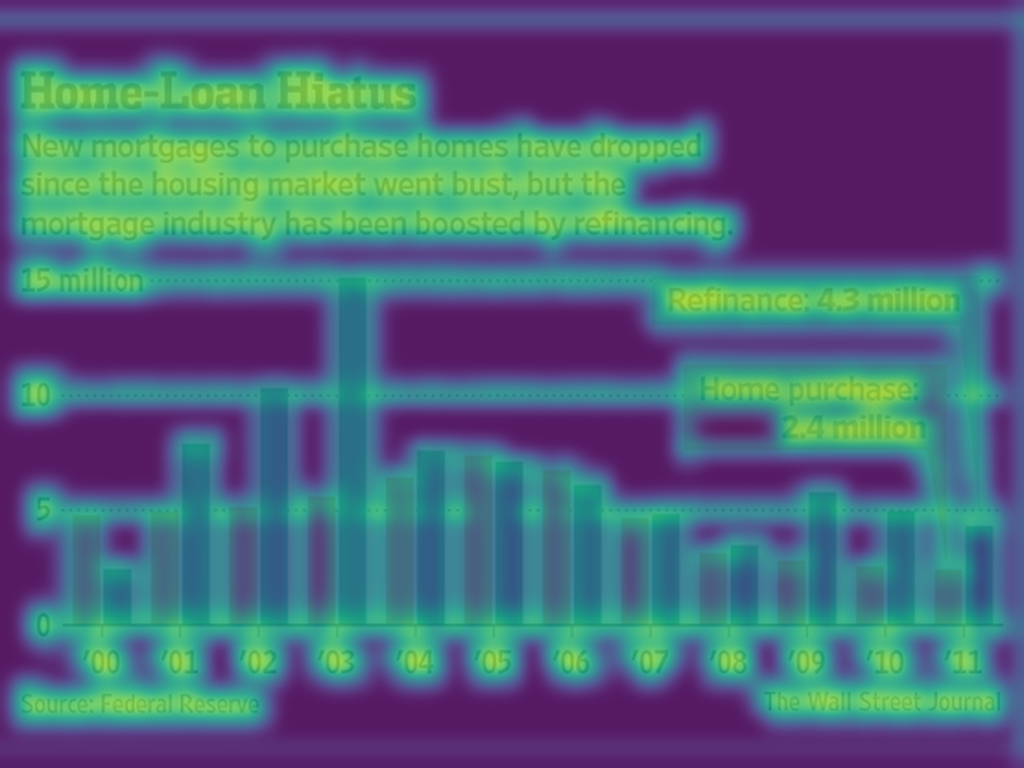 Home-Loan Hiatus
New mortgages to purchase homes have dropped
since the housing market went bust, but the
mortgage industry has been boosted by refinancing.
15 million
Refinance: 4.3 million
10
Home purchase:
2.4 million
5
0
'00 '01 '02 '03 '04 '05 '06 '07 '08 '09 '10 '11
Source: Federal Reserve
The Wall Street Journal